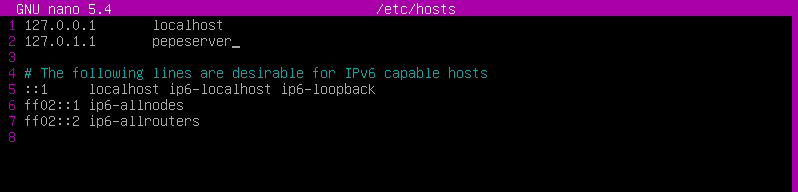 GNU nano 5.4 /etc/hosts
1 127.0.0.1 localhost
2 127.0.1.1 pepeserver_
3
4 # The following lines are desirable for IPv6 capable hosts
5 ::1 localhost ip6-localhost ip6-loopback
6 ff02::1 ip6-allnodes
7 ff02::2 ip6-allrouters
8